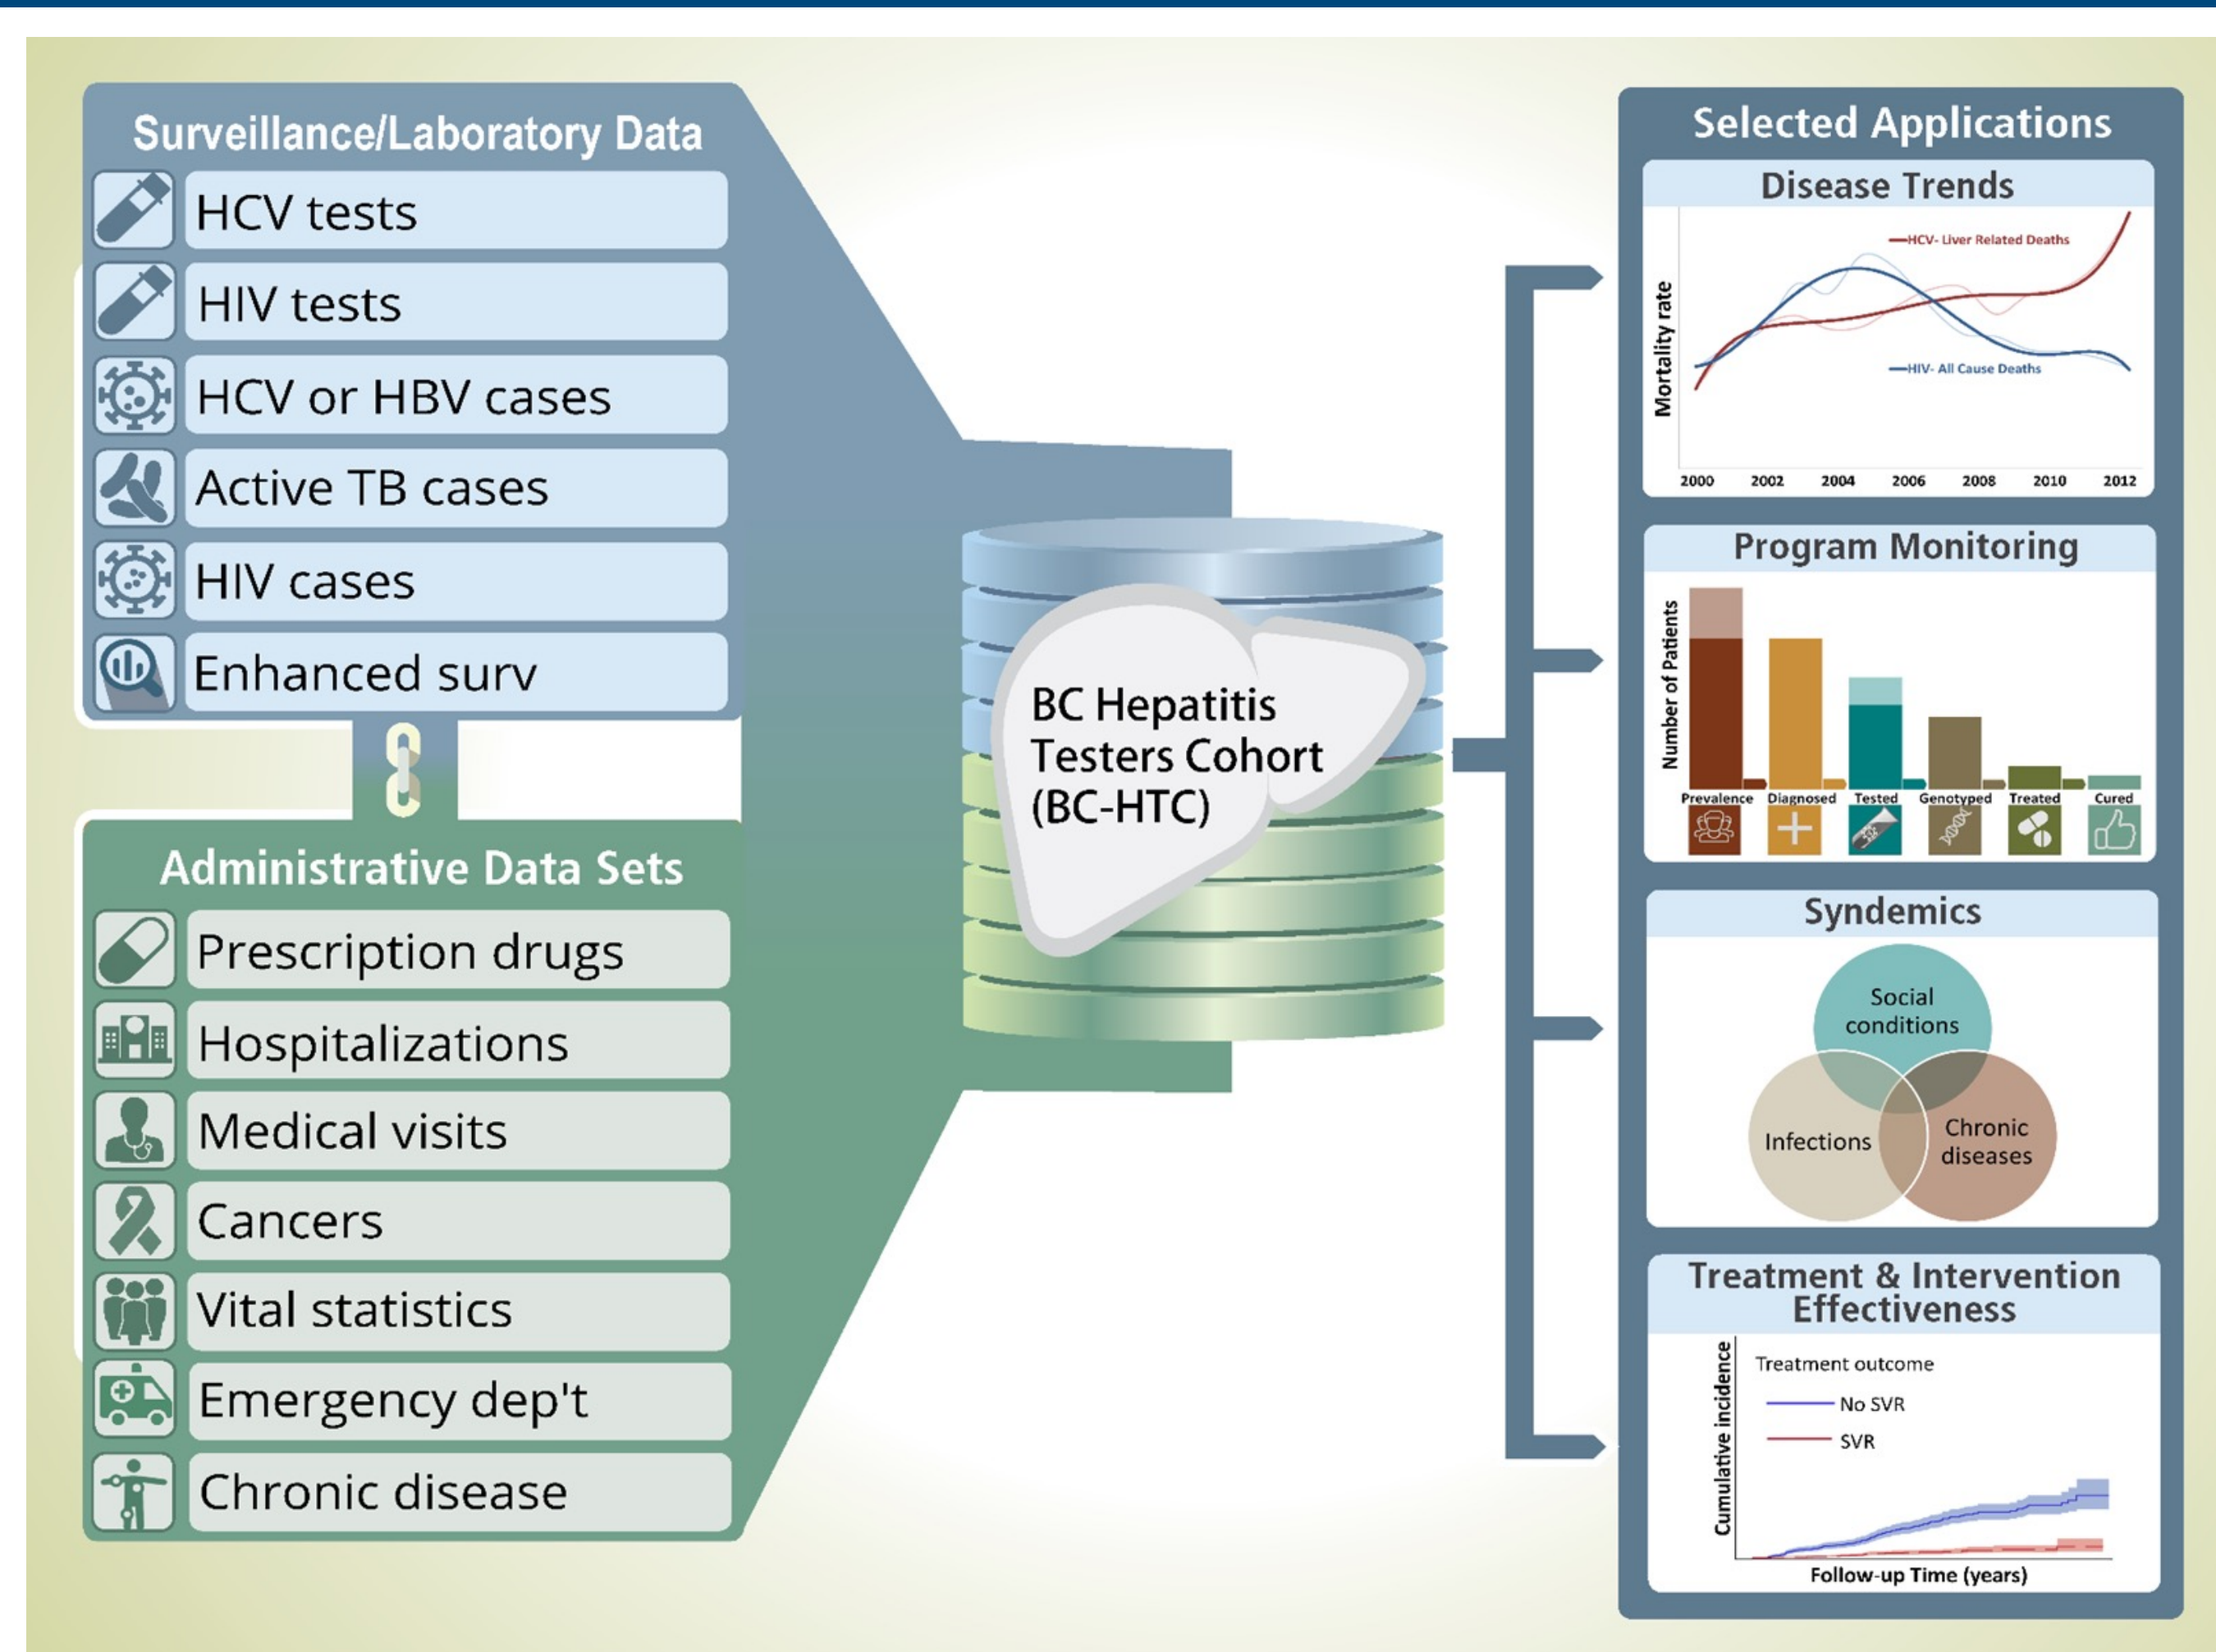 Surveillance/Laboratory Data
HCV tests
HIV tests
HCV or HBV cases
Active TB cases
HIV cases
Enhanced surv
Administrative Data Sets
Prescription drugs
Hospitalizations
Medical visits
Cancers
Vital statistics
Emergency dep't
Chronic disease
BC Hepatitis
Testers Cohort
(BC-HTC)
Selected Applications
Disease Trends
HCV- Liver Related Deaths
HIV- All Cause Deaths
Mortality rate
2000 2002 2004 2006 2008 2010 2012
Program Monitoring
Number of Patients
Prevalence Diagnosed Tested Genotyped Treated Cured
Syndemics
Social
conditions
Infections
Chronic
diseases
Treatment & Intervention
Effectiveness
Cumulative incidence
Treatment outcome
No SVR
SVR
Follow-up Time (years)